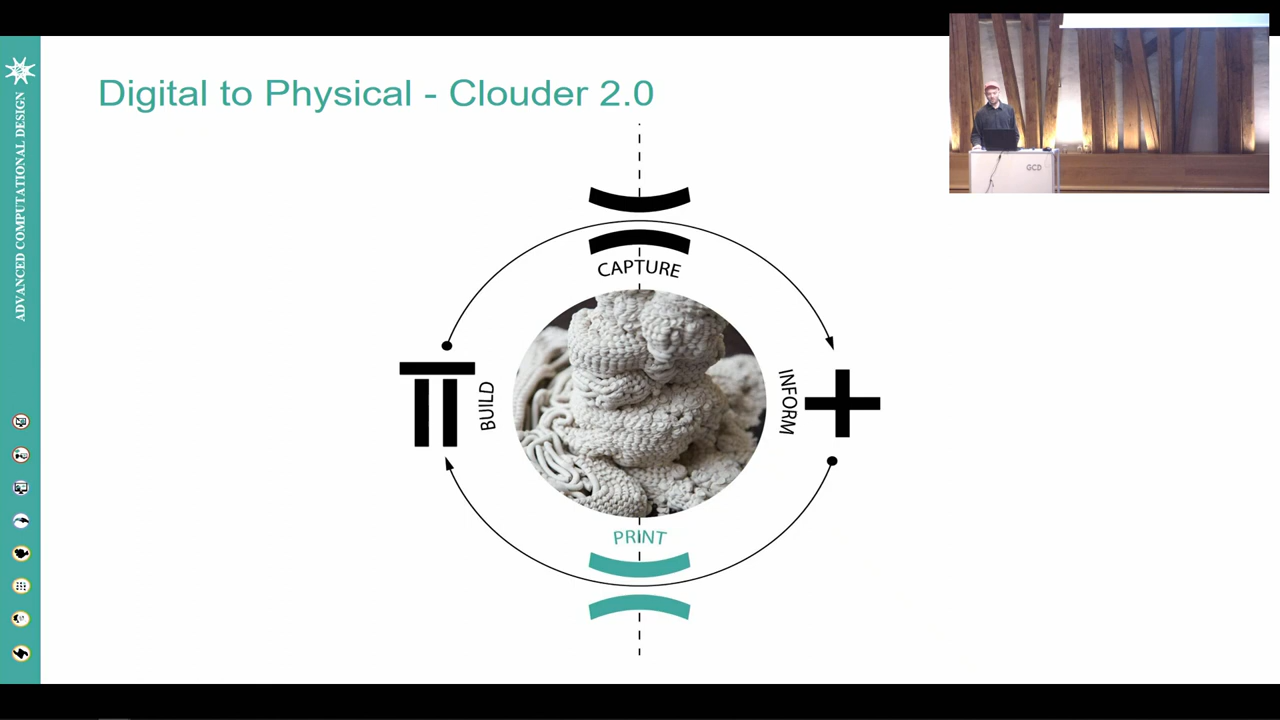 Digital to Physical - Clouder 2.0
ADVANCED COMPUTATIONAL DESIGN
CAPTURE
BUILD
INFORM
PRINT
GCD